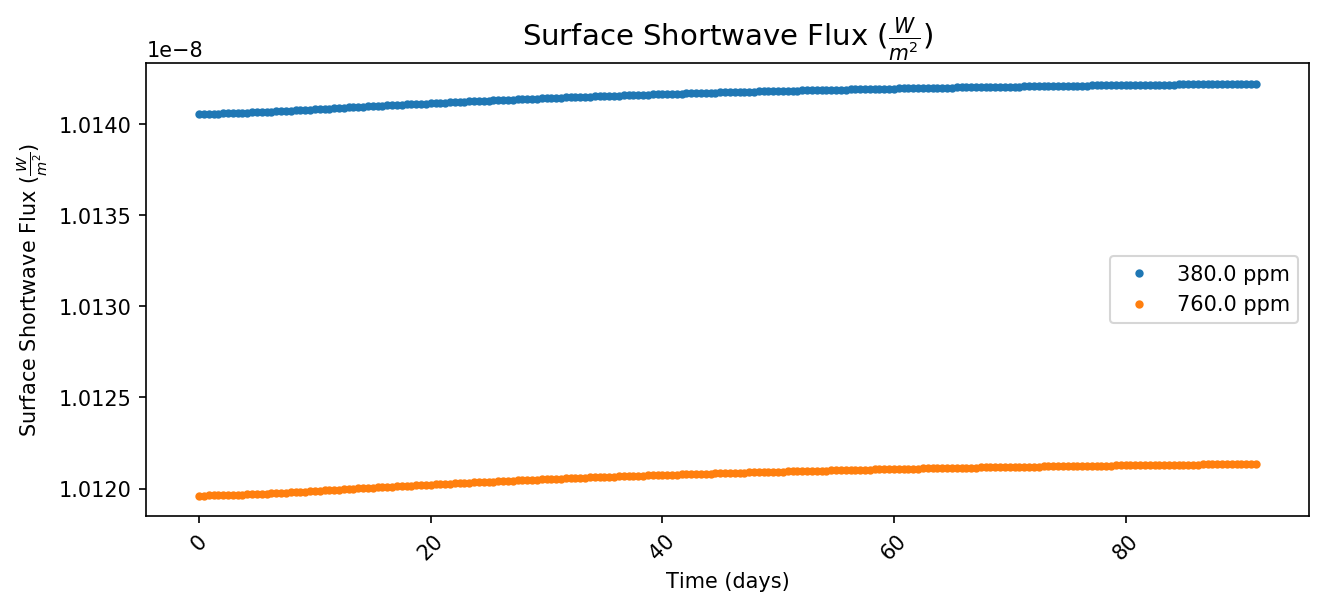 Surface Shortwave Flux (W/m²)
1e−8
1.0140
1.0135
1.0130
1.0125
1.0120
Surface Shortwave Flux (W/m²)
380.0 ppm
760.0 ppm
0 20 40 60 80
Time (days)